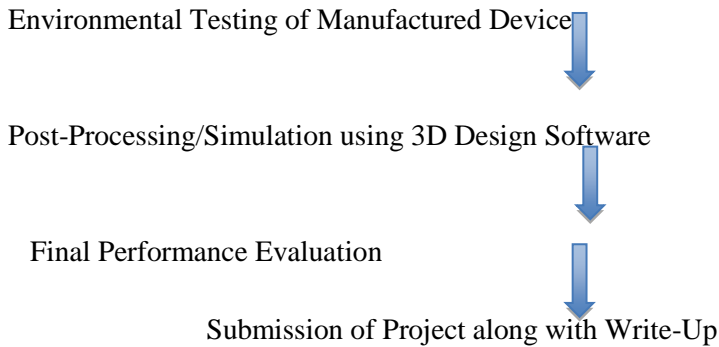 Environmental Testing of Manufactured Device
Post-Processing/Simulation using 3D Design Software
Final Performance Evaluation
Submission of Project along with Write-Up